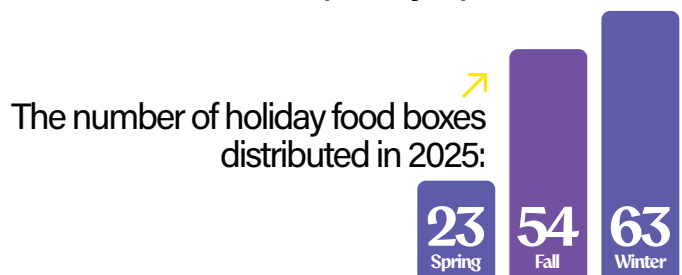 The number of holiday food boxes
distributed in 2025:
23 54 63
Spring Fall Winter